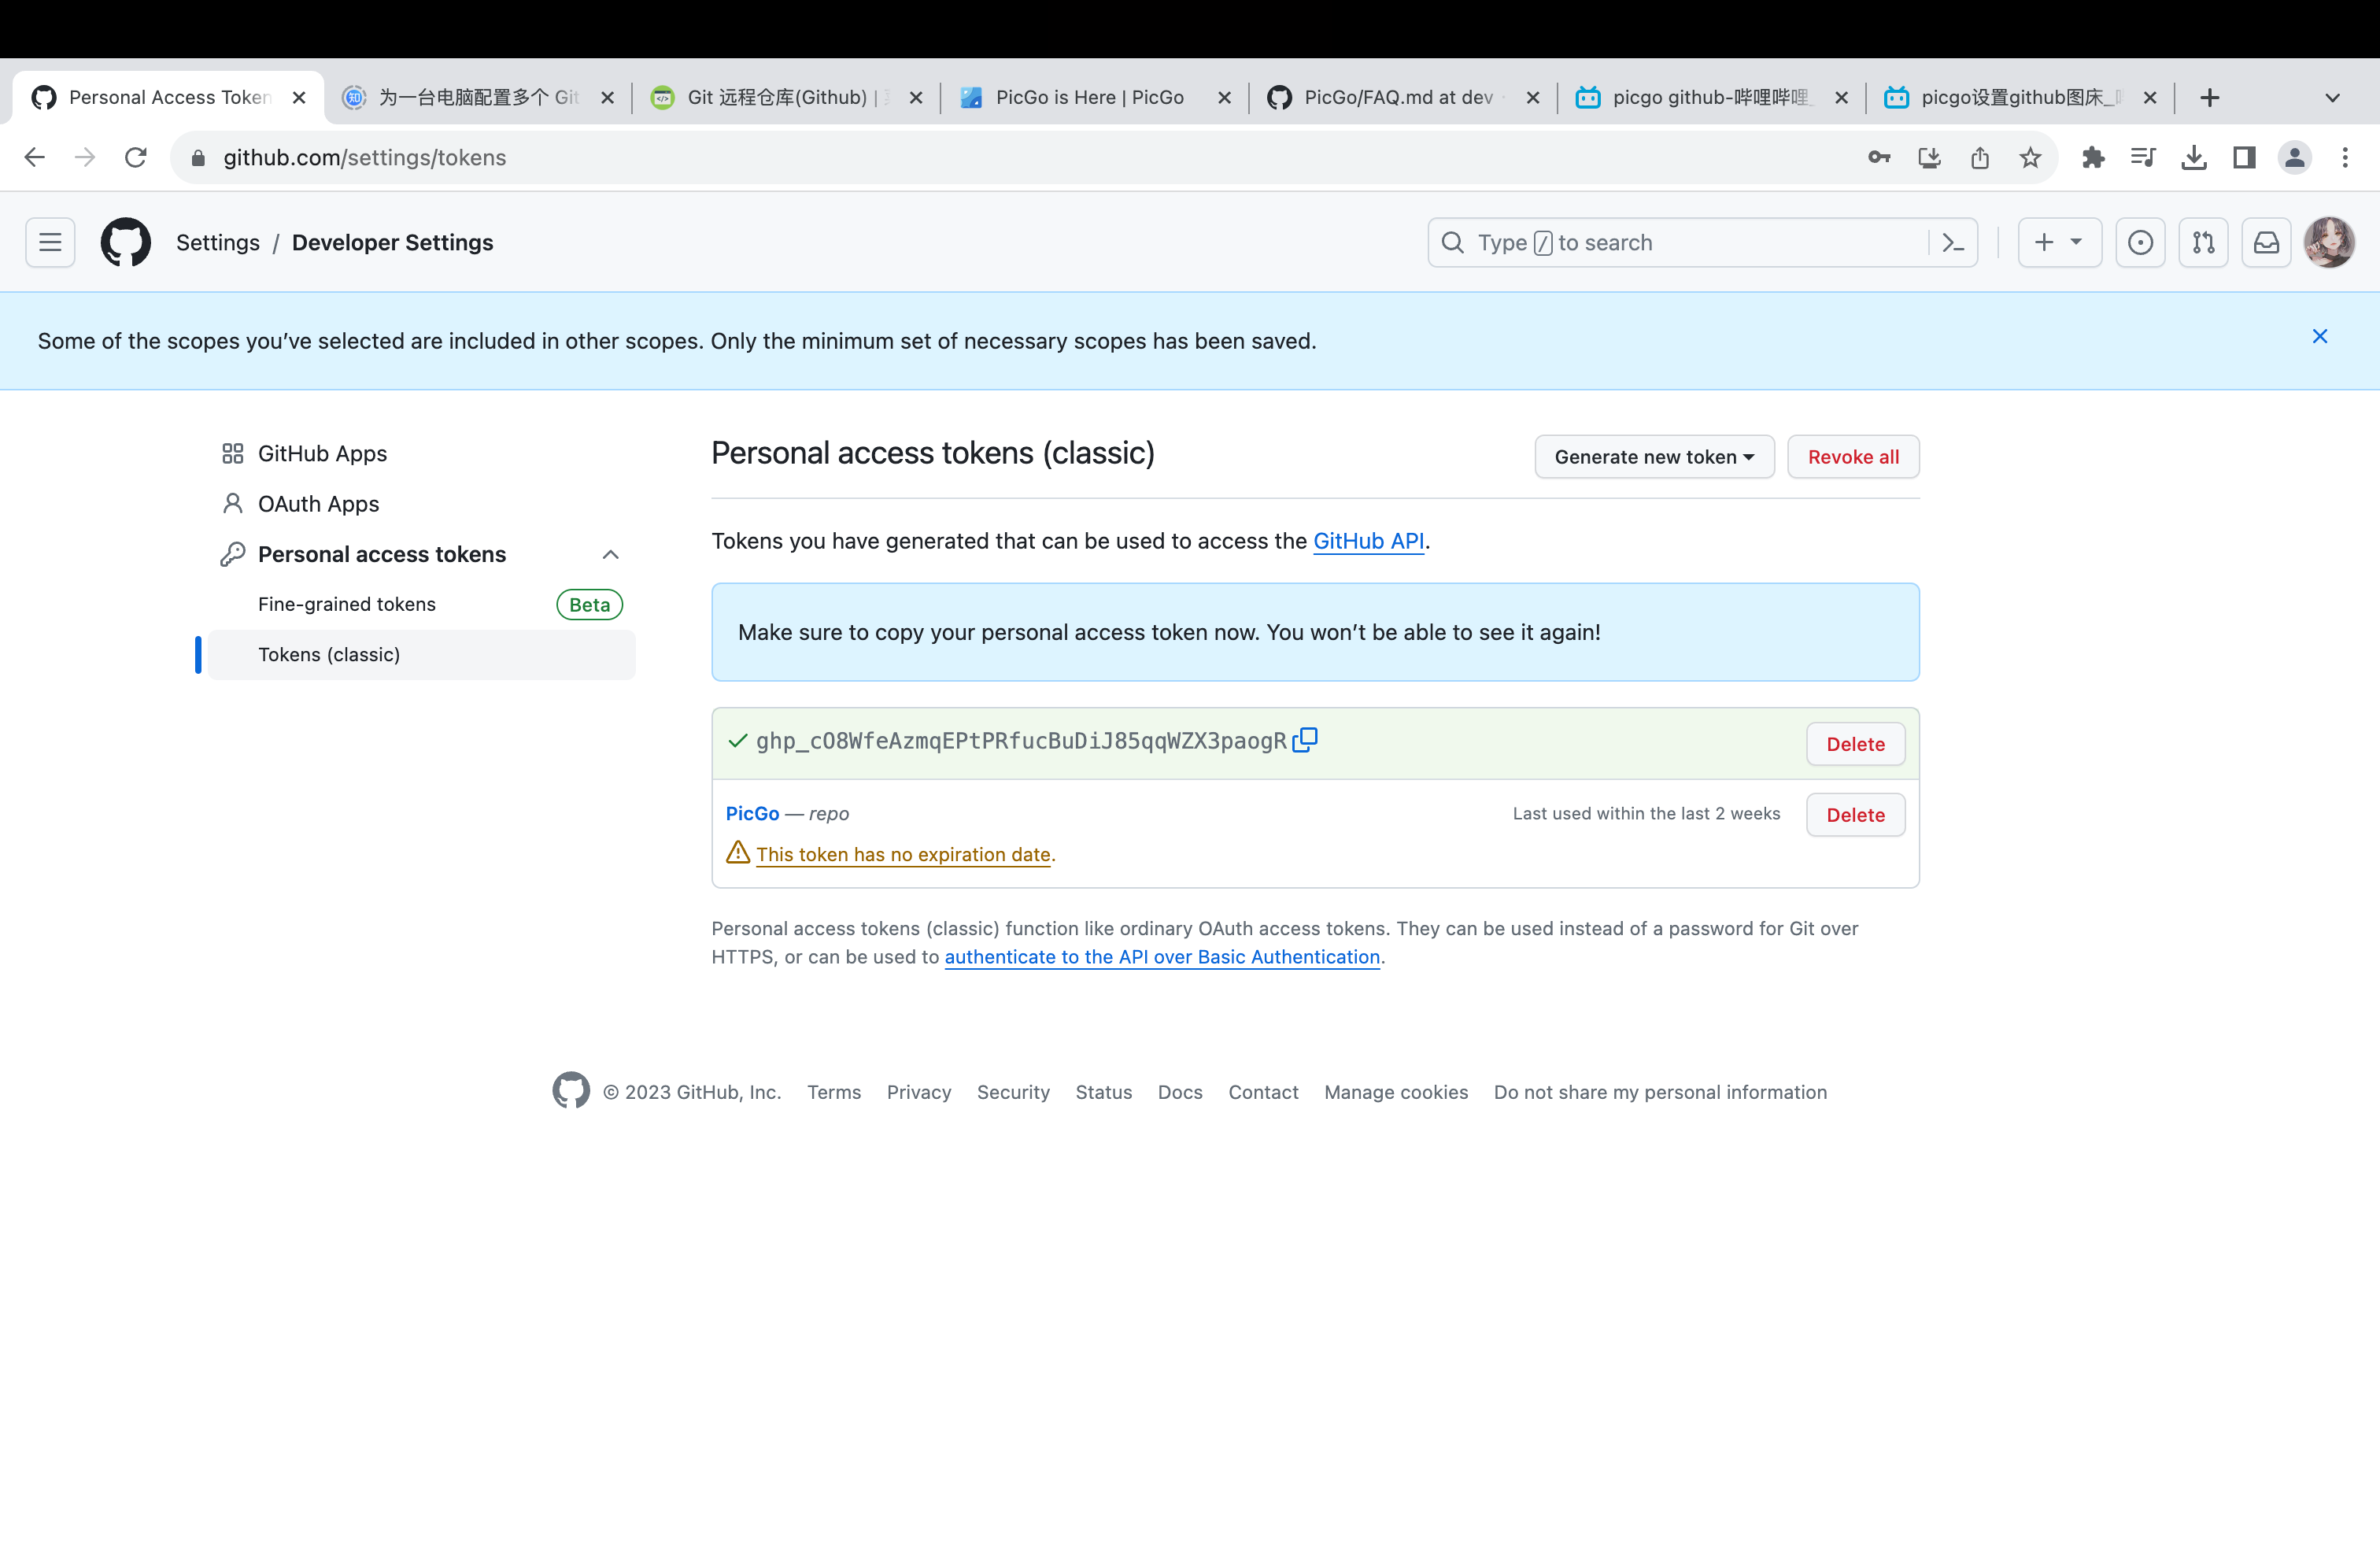 Personal Access Token
为一台电脑配置多个 Git
Git 远程仓库(Github) |
PicGo is Here | PicGo
PicGo/FAQ.md at dev
picgo github-哔哩哔哩_
picgo设置github图床_
github.com/settings/tokens
Settings / Developer Settings
Type / to search
Some of the scopes you’ve selected are included in other scopes. Only the minimum set of necessary scopes has been saved.
GitHub Apps
OAuth Apps
Personal access tokens
Fine-grained tokens Beta
Tokens (classic)
Personal access tokens (classic)
Generate new token
Revoke all
Tokens you have generated that can be used to access the GitHub API.
Make sure to copy your personal access token now. You won’t be able to see it again!
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
Delete
PicGo — repo
Last used within the last 2 weeks
Delete
This token has no expiration date.
Personal access tokens (classic) function like ordinary OAuth access tokens. They can be used instead of a password for Git over
HTTPS, or can be used to authenticate to the API over Basic Authentication.
© 2023 GitHub, Inc. Terms Privacy Security Status Docs Contact Manage cookies Do not share my personal information